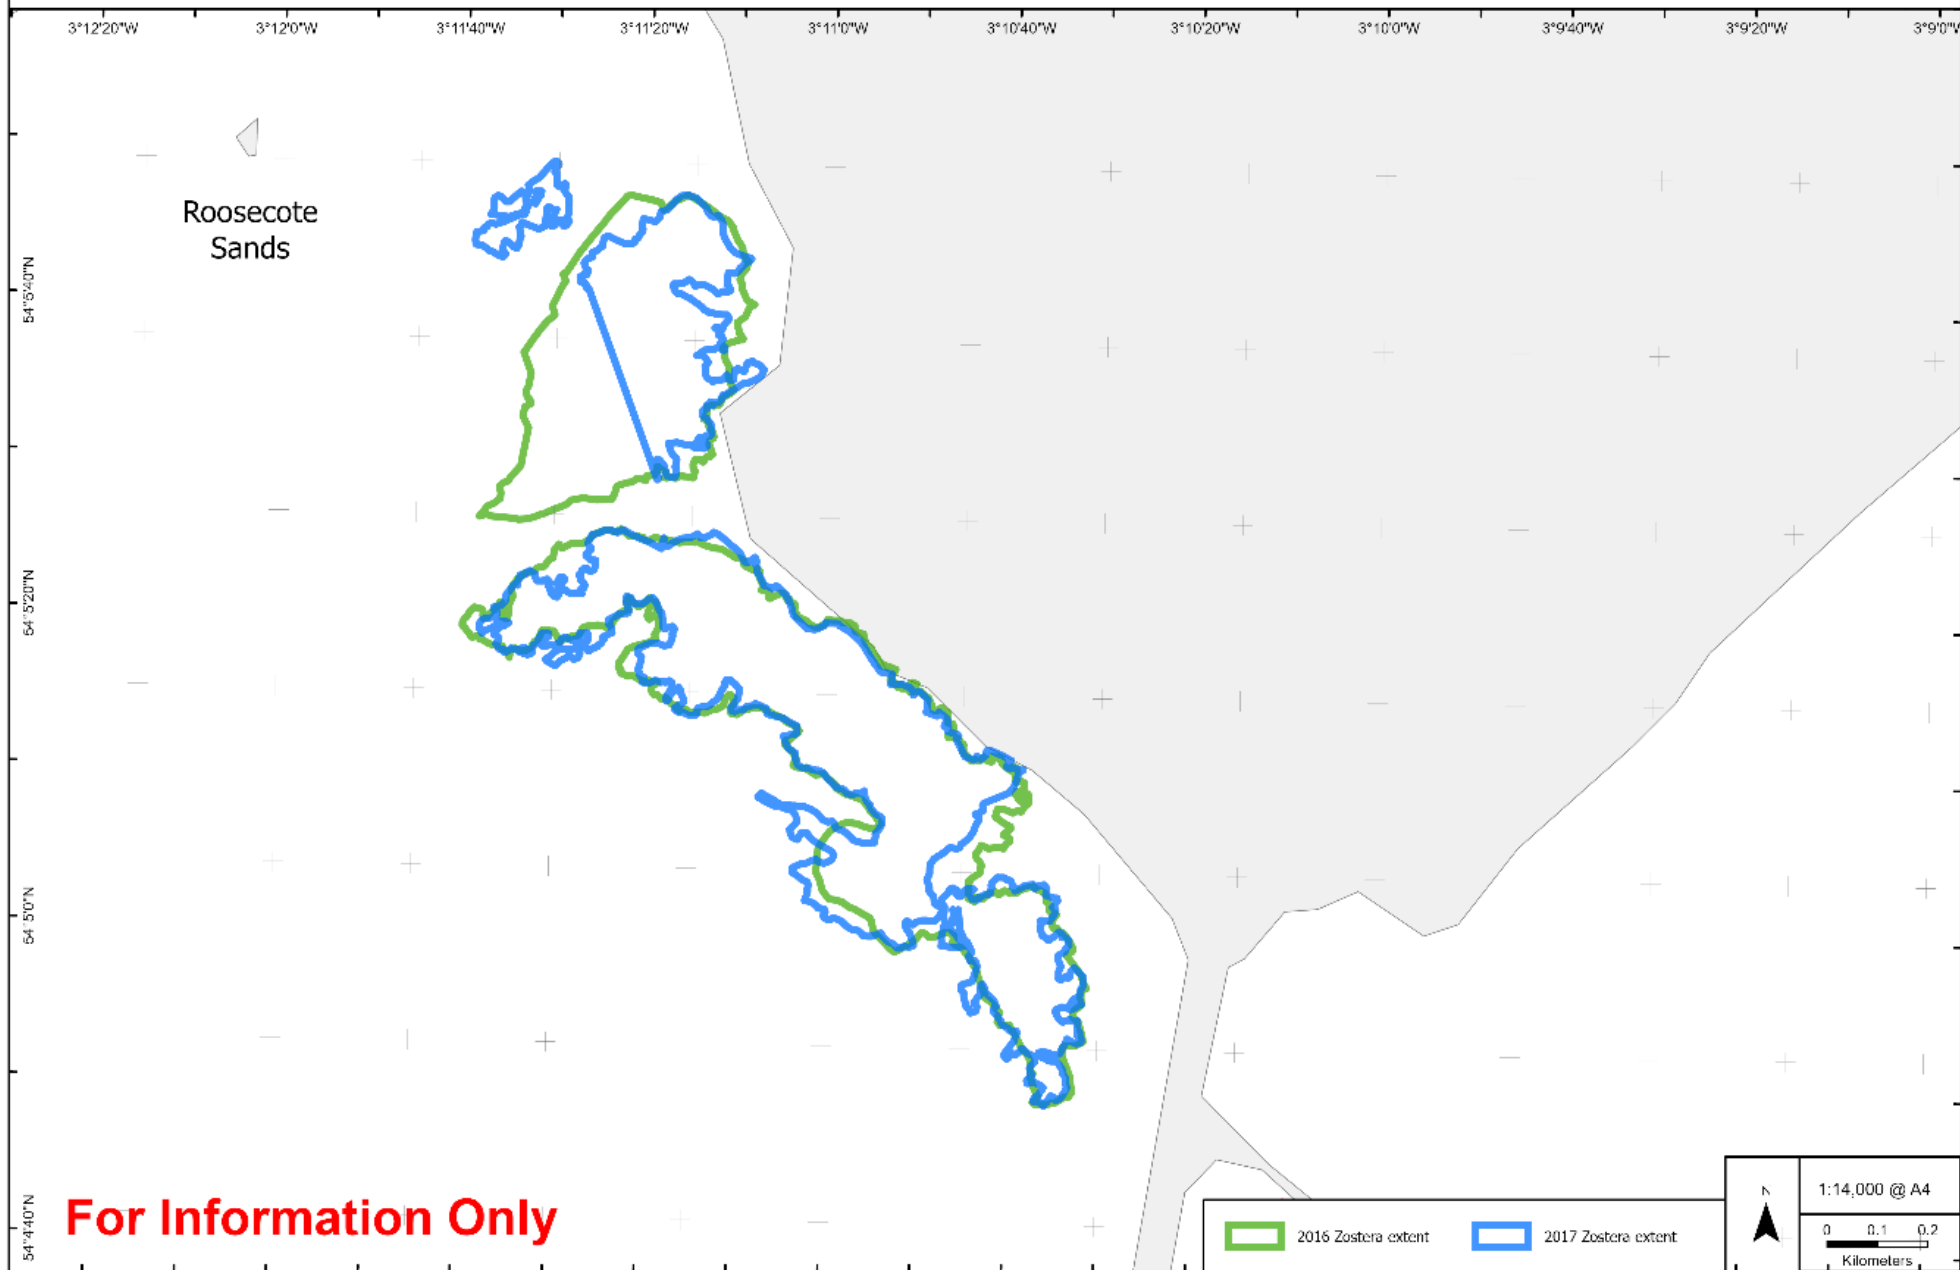 3°12'20"W 3°12'0"W 3°11'40"W 3°11'20"W 3°11'0"W 3°10'40"W 3°10'20"W 3°10'0"W 3°9'40"W 3°9'20"W 3°9'0"W
Roosecote
Sands
54°5'40"N
54°5'20"N
54°5'0"N
54°4'40"N
For Information Only
2016 Zostera extent
2017 Zostera extent
N
1:14,000 @ A4
0 0.1 0.2
Kilometers